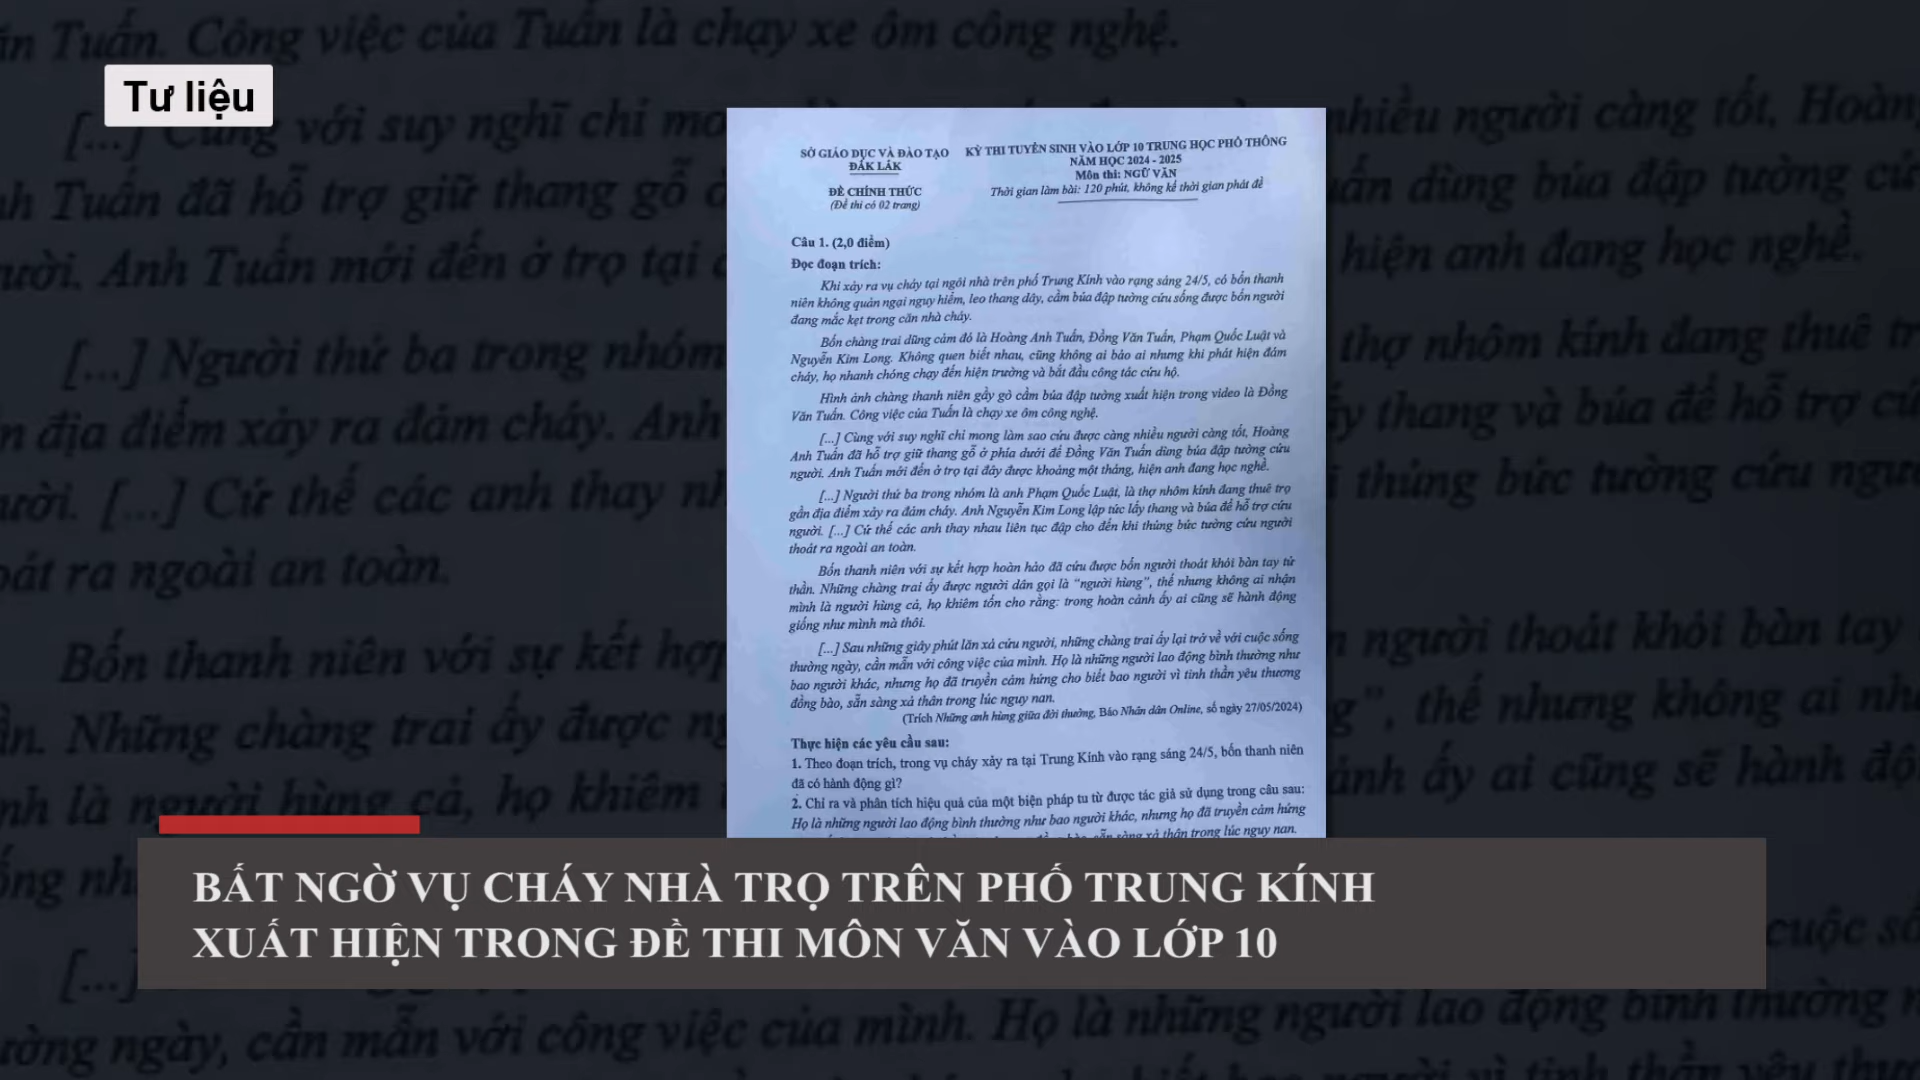 Tư liệu
SỞ GIÁO DỤC VÀ ĐÀO TẠO
ĐẮK LẮK
ĐỀ CHÍNH THỨC
(Đề thi có 02 trang)
KỲ THI TUYỂN SINH VÀO LỚP 10 TRUNG HỌC PHỔ THÔNG
NĂM HỌC 2024 - 2025
Môn thi: NGỮ VĂN
Thời gian làm bài: 120 phút, không kể thời gian phát đề
Câu 1. (2,0 điểm)
Đọc đoạn trích:
Khi xảy ra vụ cháy tại ngôi nhà trên phố Trung Kính vào rạng sáng 24/5, có bốn thanh
niên không quản ngại nguy hiểm, leo thang dây, cầm búa đập tường cứu sống được bốn người
đang mắc kẹt trong căn nhà cháy.
Bốn chàng trai dũng cảm đó là Hoàng Anh Tuấn, Đồng Văn Tuấn, Phạm Quốc Luật và
Nguyễn Kim Long. Không quen biết nhau, cũng không ai bảo ai nhưng khi phát hiện đám
cháy, họ nhanh chóng chạy đến hiện trường và bắt đầu công tác cứu hộ.
Hình ảnh chàng thanh niên gầy gò cầm búa đập tường xuất hiện trong video là Đồng
Văn Tuấn. Công việc của Tuấn là chạy xe ôm công nghệ.
[...] Cùng với suy nghĩ chỉ mong làm sao cứu được càng nhiều người càng tốt, Hoàng
Anh Tuấn đã hỗ trợ giữ thang gỗ ở phía dưới để Đồng Văn Tuấn dùng búa đập tường cứu
người. Anh Tuấn mới đến ở trọ tại đây được khoảng một tháng, hiện anh đang học nghề.
[...] Người thứ ba trong nhóm là anh Phạm Quốc Luật, là thợ nhôm kính đang thuê trọ
gần địa điểm xảy ra đám cháy. Anh Nguyễn Kim Long lập tức lấy thang và búa để hỗ trợ cứu
người. [...] Cứ thế các anh thay nhau liên tục đập cho đến khi thủng bức tường cứu người
thoát ra ngoài an toàn.
Bốn thanh niên với sự kết hợp hoàn hảo đã cứu được bốn người thoát khỏi bàn tay tử
thần. Những chàng trai ấy được người dân gọi là “người hùng”, thế nhưng không ai nhận
mình là người hùng cả, họ khiêm tốn cho rằng: trong hoàn cảnh ấy ai cũng sẽ hành động
giống như mình mà thôi.
[...] Sau những giây phút lăn xả cứu người, những chàng trai ấy lại trở về với cuộc sống
thường ngày, cần mẫn với công việc của mình. Họ là những người lao động bình thường như
bao người khác, nhưng họ đã truyền cảm hứng cho biết bao người vì tinh thần yêu thương
đồng bào, sẵn sàng xả thân trong lúc nguy nan.
(Trích Những anh hùng giữa đời thường, Báo Nhân dân Online, số ngày 27/05/2024)
Thực hiện các yêu cầu sau:
1. Theo đoạn trích, trong vụ cháy xảy ra tại Trung Kính vào rạng sáng 24/5, bốn thanh niên
đã có hành động gì?
2. Chỉ ra và phân tích hiệu quả của một biện pháp tu từ được tác giả sử dụng trong câu sau:
Họ là những người lao động bình thường như bao người khác, nhưng họ đã truyền cảm hứng
sẵn sàng xả thân trong lúc nguy nan.
BẤT NGỜ VỤ CHÁY NHÀ TRỌ TRÊN PHỐ TRUNG KÍNH
XUẤT HIỆN TRONG ĐỀ THI MÔN VĂN VÀO LỚP 10